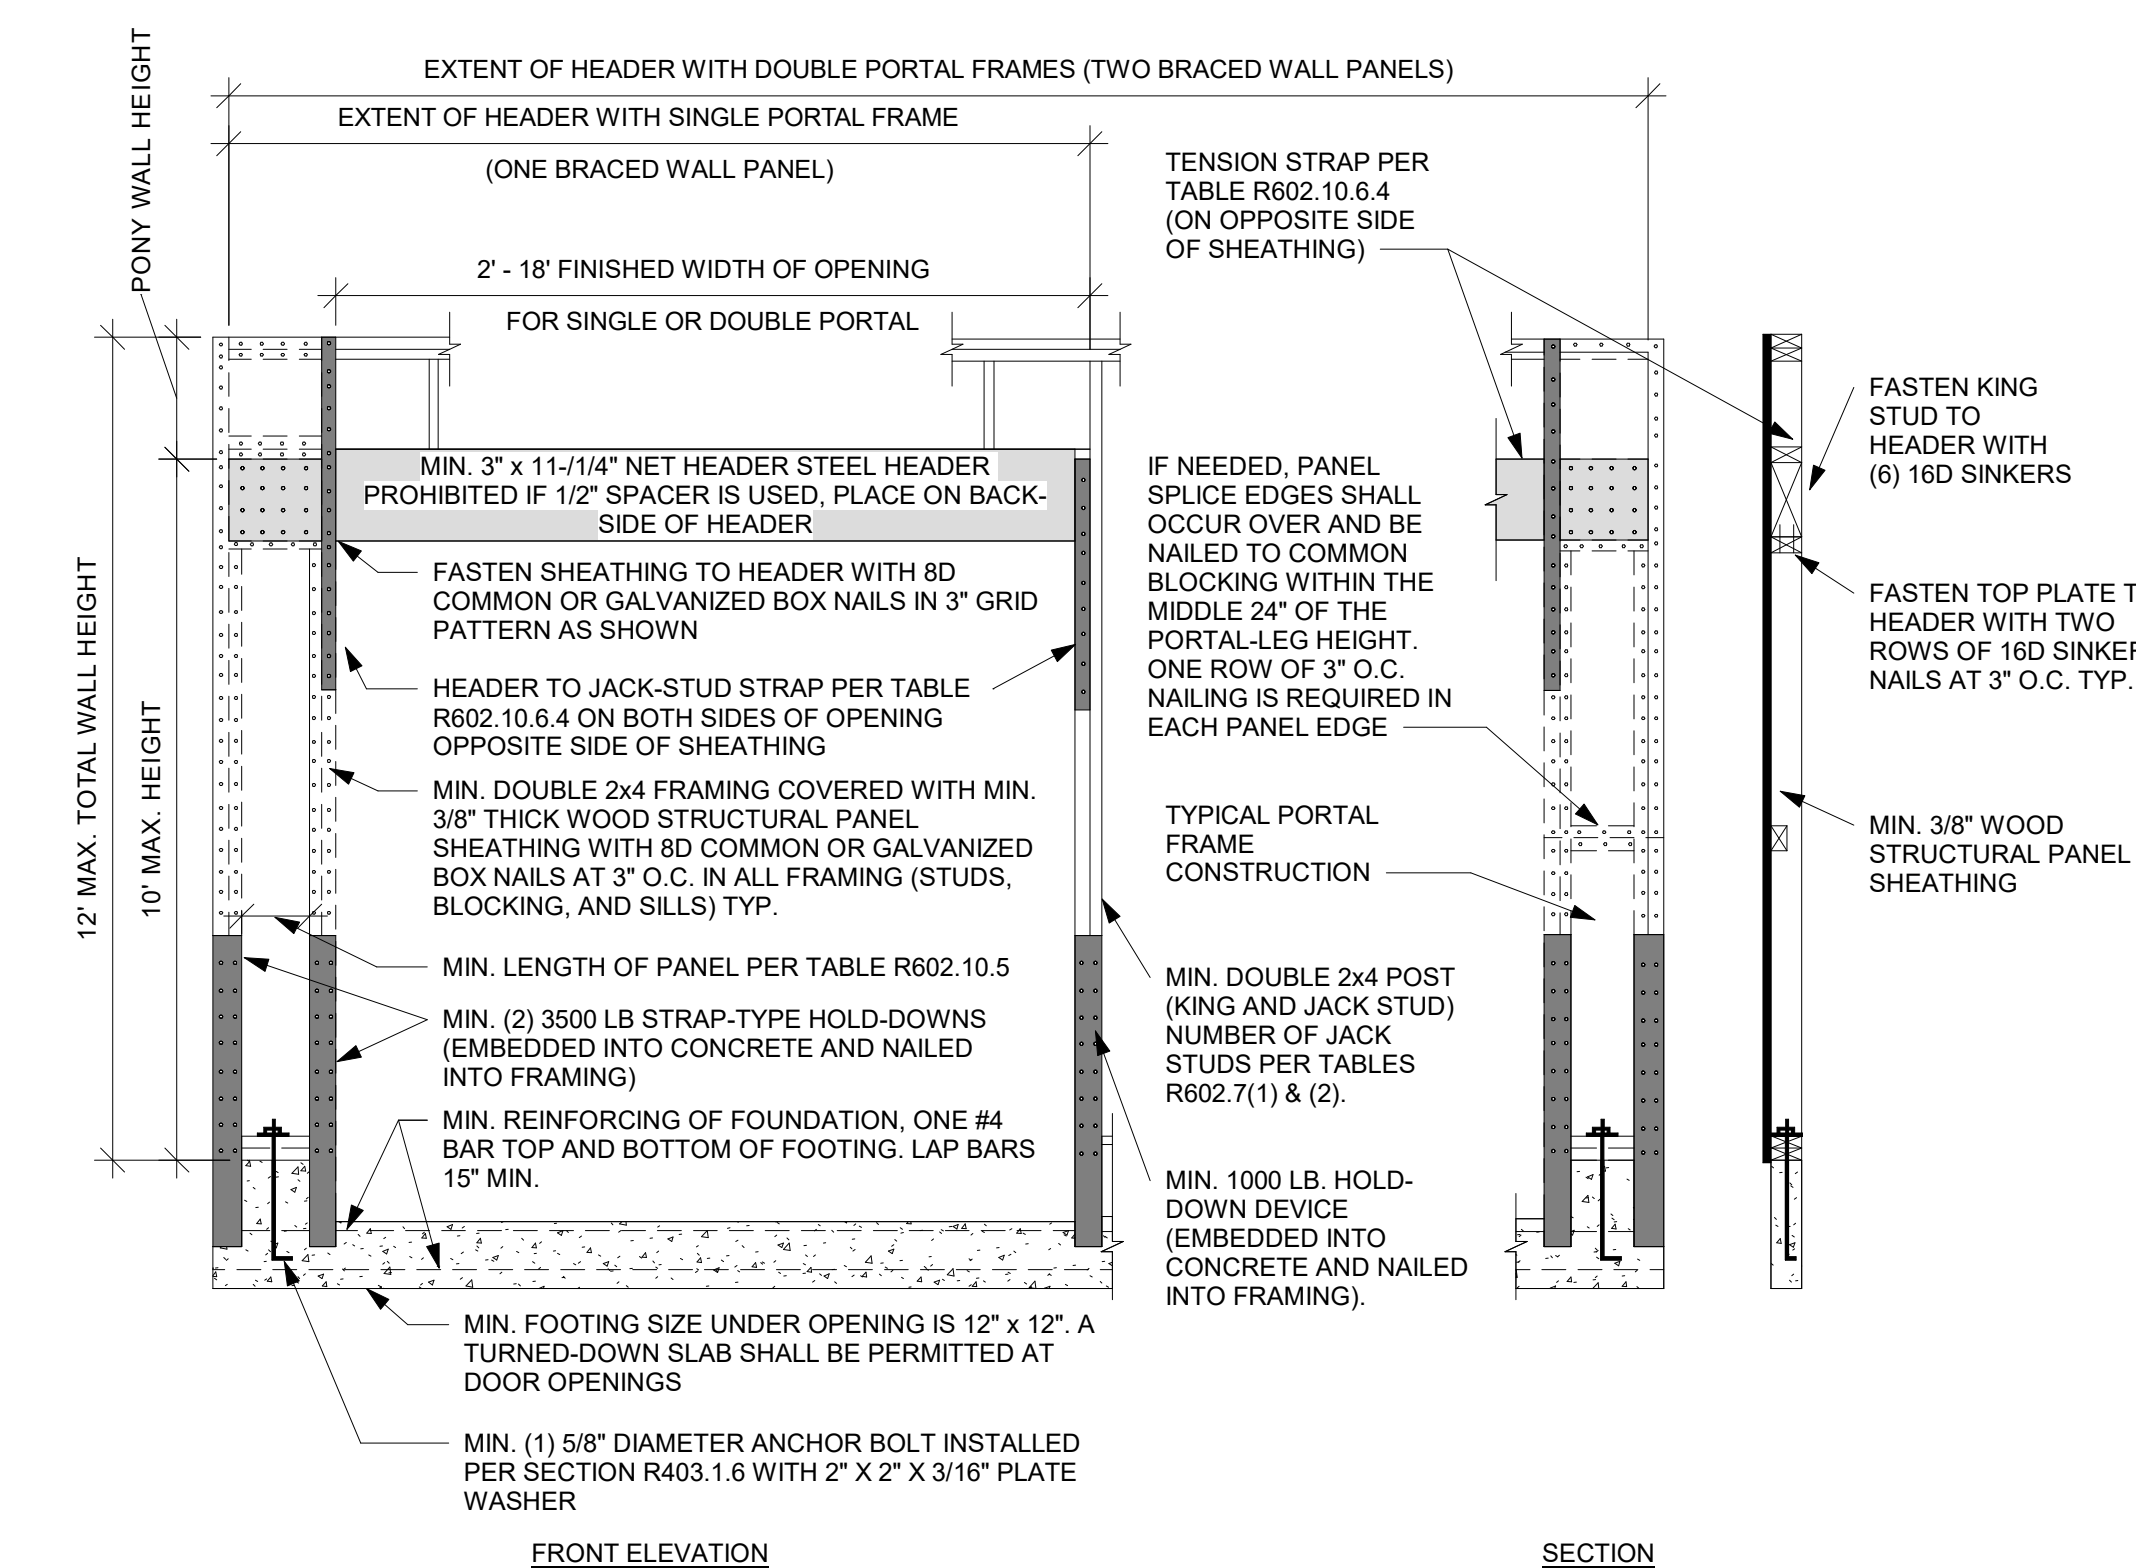 PONY WALL HEIGHT
EXTENT OF HEADER WITH DOUBLE PORTAL FRAMES (TWO BRACED WALL PANELS)
EXTENT OF HEADER WITH SINGLE PORTAL FRAME
(ONE BRACED WALL PANEL)
2' - 18' FINISHED WIDTH OF OPENING
FOR SINGLE OR DOUBLE PORTAL
12' MAX. TOTAL WALL HEIGHT
10' MAX. HEIGHT
MIN. 3" x 11-/1/4" NET HEADER STEEL HEADER
PROHIBITED IF 1/2" SPACER IS USED, PLACE ON BACK-
SIDE OF HEADER
FASTEN SHEATHING TO HEADER WITH 8D
COMMON OR GALVANIZED BOX NAILS IN 3" GRID
PATTERN AS SHOWN
HEADER TO JACK-STUD STRAP PER TABLE
R602.10.6.4 ON BOTH SIDES OF OPENING
OPPOSITE SIDE OF SHEATHING
MIN. DOUBLE 2x4 FRAMING COVERED WITH MIN.
3/8" THICK WOOD STRUCTURAL PANEL
SHEATHING WITH 8D COMMON OR GALVANIZED
BOX NAILS AT 3" O.C. IN ALL FRAMING (STUDS,
BLOCKING, AND SILLS) TYP.
MIN. LENGTH OF PANEL PER TABLE R602.10.5
MIN. (2) 3500 LB STRAP-TYPE HOLD-DOWNS
(EMBEDDED INTO CONCRETE AND NAILED
INTO FRAMING)
MIN. REINFORCING OF FOUNDATION, ONE #4
BAR TOP AND BOTTOM OF FOOTING. LAP BARS
15" MIN.
MIN. FOOTING SIZE UNDER OPENING IS 12" x 12". A
TURNED-DOWN SLAB SHALL BE PERMITTED AT
DOOR OPENINGS
MIN. (1) 5/8" DIAMETER ANCHOR BOLT INSTALLED
PER SECTION R403.1.6 WITH 2" X 2" X 3/16" PLATE
WASHER
FRONT ELEVATION
TENSION STRAP PER
TABLE R602.10.6.4
(ON OPPOSITE SIDE
OF SHEATHING)
IF NEEDED, PANEL
SPLICE EDGES SHALL
OCCUR OVER AND BE
NAILED TO COMMON
BLOCKING WITHIN THE
MIDDLE 24" OF THE
PORTAL-LEG HEIGHT.
ONE ROW OF 3" O.C.
NAILING IS REQUIRED IN
EACH PANEL EDGE
TYPICAL PORTAL
FRAME
CONSTRUCTION
MIN. DOUBLE 2x4 POST
(KING AND JACK STUD)
NUMBER OF JACK
STUDS PER TABLES
R602.7(1) & (2).
MIN. 1000 LB. HOLD-
DOWN DEVICE
(EMBEDDED INTO
CONCRETE AND NAILED
INTO FRAMING).
FASTEN KING
STUD TO
HEADER WITH
(6) 16D SINKERS
FASTEN TOP PLATE T
HEADER WITH TWO
ROWS OF 16D SINKER
NAILS AT 3" O.C. TYP.
MIN. 3/8" WOOD
STRUCTURAL PANEL
SHEATHING
SECTION